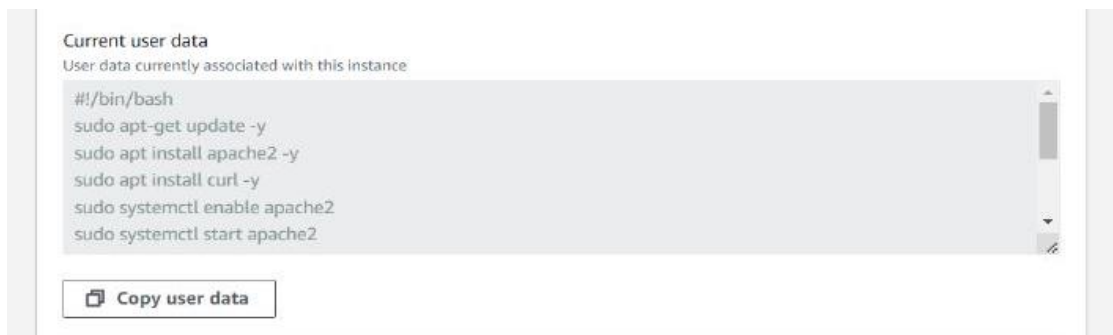 Current user data
User data currently associated with this instance
#!/bin/bash
sudo apt-get update -y
sudo apt install apache2 -y
sudo apt install curl -y
sudo systemctl enable apache2
sudo systemctl start apache2
Copy user data